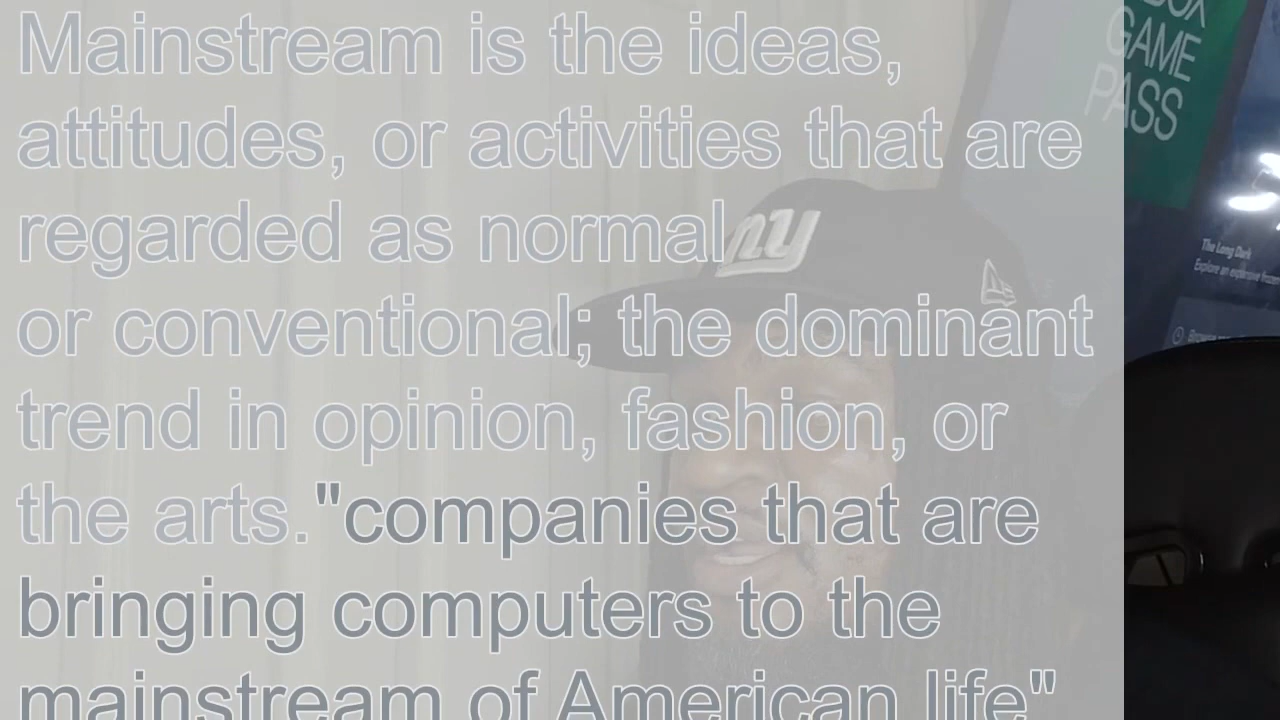 Mainstream is the ideas,
attitudes, or activities that are
regarded as normal
or conventional; the dominant
trend in opinion, fashion, or
the arts."companies that are
bringing computers to the
mainstream of American life"
GAME
PASS
ny
The Long Dark
Explore an